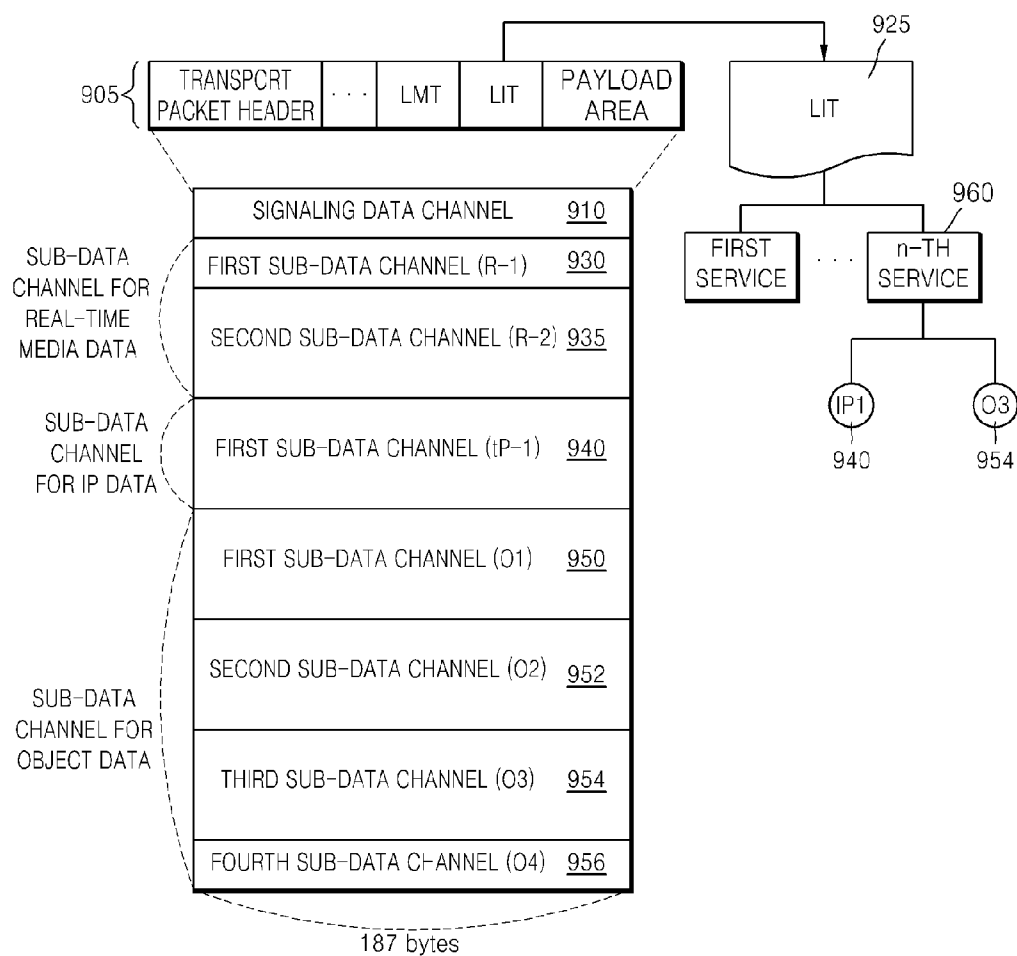 905
TRANSPORT
PACKET HEADER
· · ·
LMT
LIT
PAYLOAD
AREA
925
LIT
960
FIRST
SERVICE
· · ·
n-TH
SERVICE
IP1
O3
940
954
SIGNALING DATA CHANNEL 910
SUB-DATA
CHANNEL FOR
REAL-TIME
MEDIA DATA
FIRST SUB-DATA CHANNEL (R-1) 930
SECOND SUB-DATA CHANNEL (R-2) 935
SUB-DATA
CHANNEL
FOR IP DATA
FIRST SUB-DATA CHANNEL (tP-1) 940
SUB-DATA
CHANNEL FOR
OBJECT DATA
FIRST SUB-DATA CHANNEL (O1) 950
SECOND SUB-DATA CHANNEL (O2) 952
THIRD SUB-DATA CHANNEL (O3) 954
FOURTH SUB-DATA CHANNEL (O4) 956
187 bytes